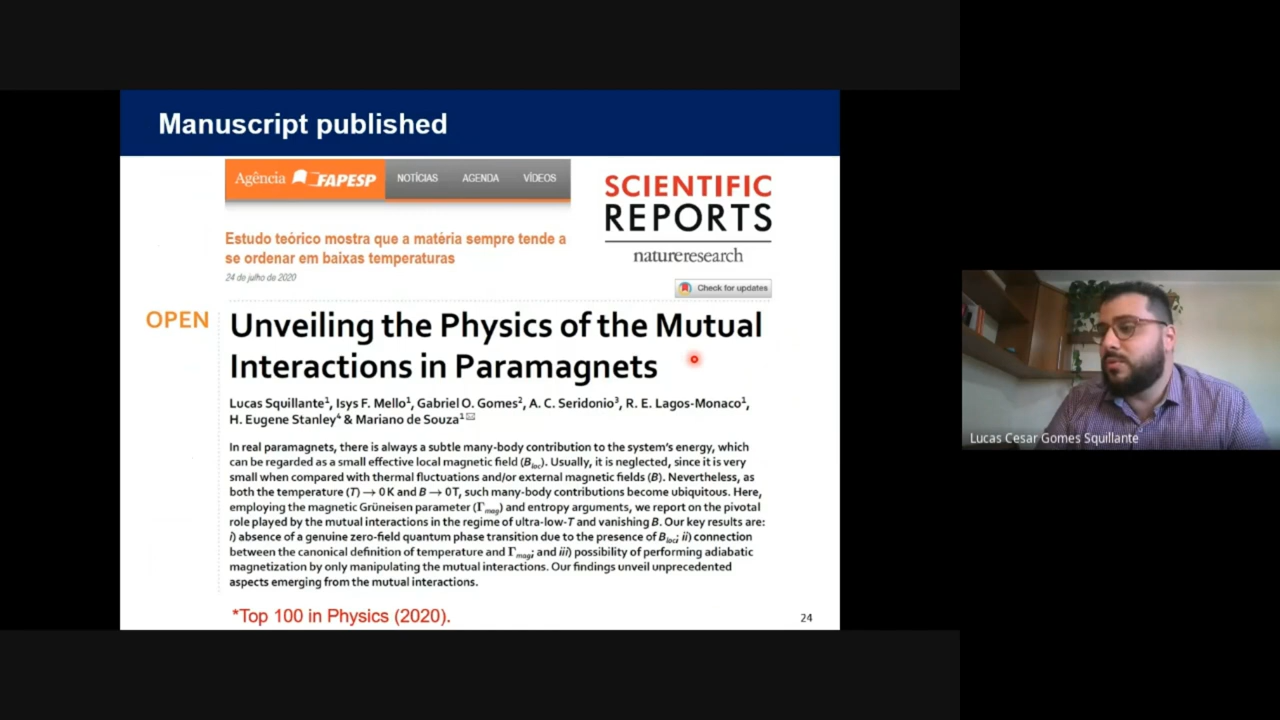 Manuscript published
Agência FAPESP NOTÍCIAS AGENDA VÍDEOS
SCIENTIFIC
REPORTS
natureresearch
Estudo teórico mostra que a matéria sempre tende a
se ordenar em baixas temperaturas
24 de julho de 2020
Check for updates
OPEN
Unveiling the Physics of the Mutual
Interactions in Paramagnets
Lucas Squillante¹, Isys F. Mello¹, Gabriel O. Gomes², A. C. Seridonio³, R. E. Lagos-Monaco¹,
H. Eugene Stanley⁴ & Mariano de Souza¹✉
In real paramagnets, there is always a subtle many-body contribution to the system's energy, which
can be regarded as a small effective local magnetic field (Bloc). Usually, it is neglected, since it is very
small when compared with thermal fluctuations and/or external magnetic fields (B). Nevertheless, as
both the temperature (T) → 0 K and B → 0 T, such many-body contributions become ubiquitous. Here,
employing the magnetic Grüneisen parameter (Γmag) and entropy arguments, we report on the pivotal
role played by the mutual interactions in the regime of ultra-low-T and vanishing B. Our key results are:
i) absence of a genuine zero-field quantum phase transition due to the presence of Bloc; ii) connection
between the canonical definition of temperature and Γmag; and iii) possibility of performing adiabatic
magnetization by only manipulating the mutual interactions. Our findings unveil unprecedented
aspects emerging from the mutual interactions.
*Top 100 in Physics (2020).
24
Lucas Cesar Gomes Squillante